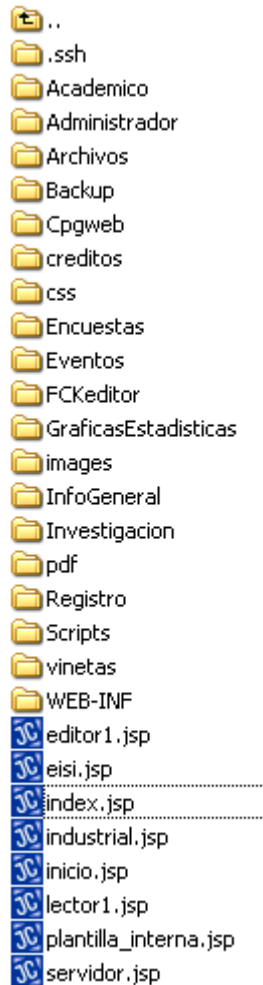 ..
.ssh
Academico
Administrador
Archivos
Backup
Cpgweb
creditos
css
Encuestas
Eventos
FCKeditor
GraficasEstadisticas
images
InfoGeneral
Investigacion
pdf
Registro
Scripts
vinetas
WEB-INF
editor1.jsp
eisi.jsp
index.jsp
industrial.jsp
inicio.jsp
lector1.jsp
plantilla_interna.jsp
servidor.jsp